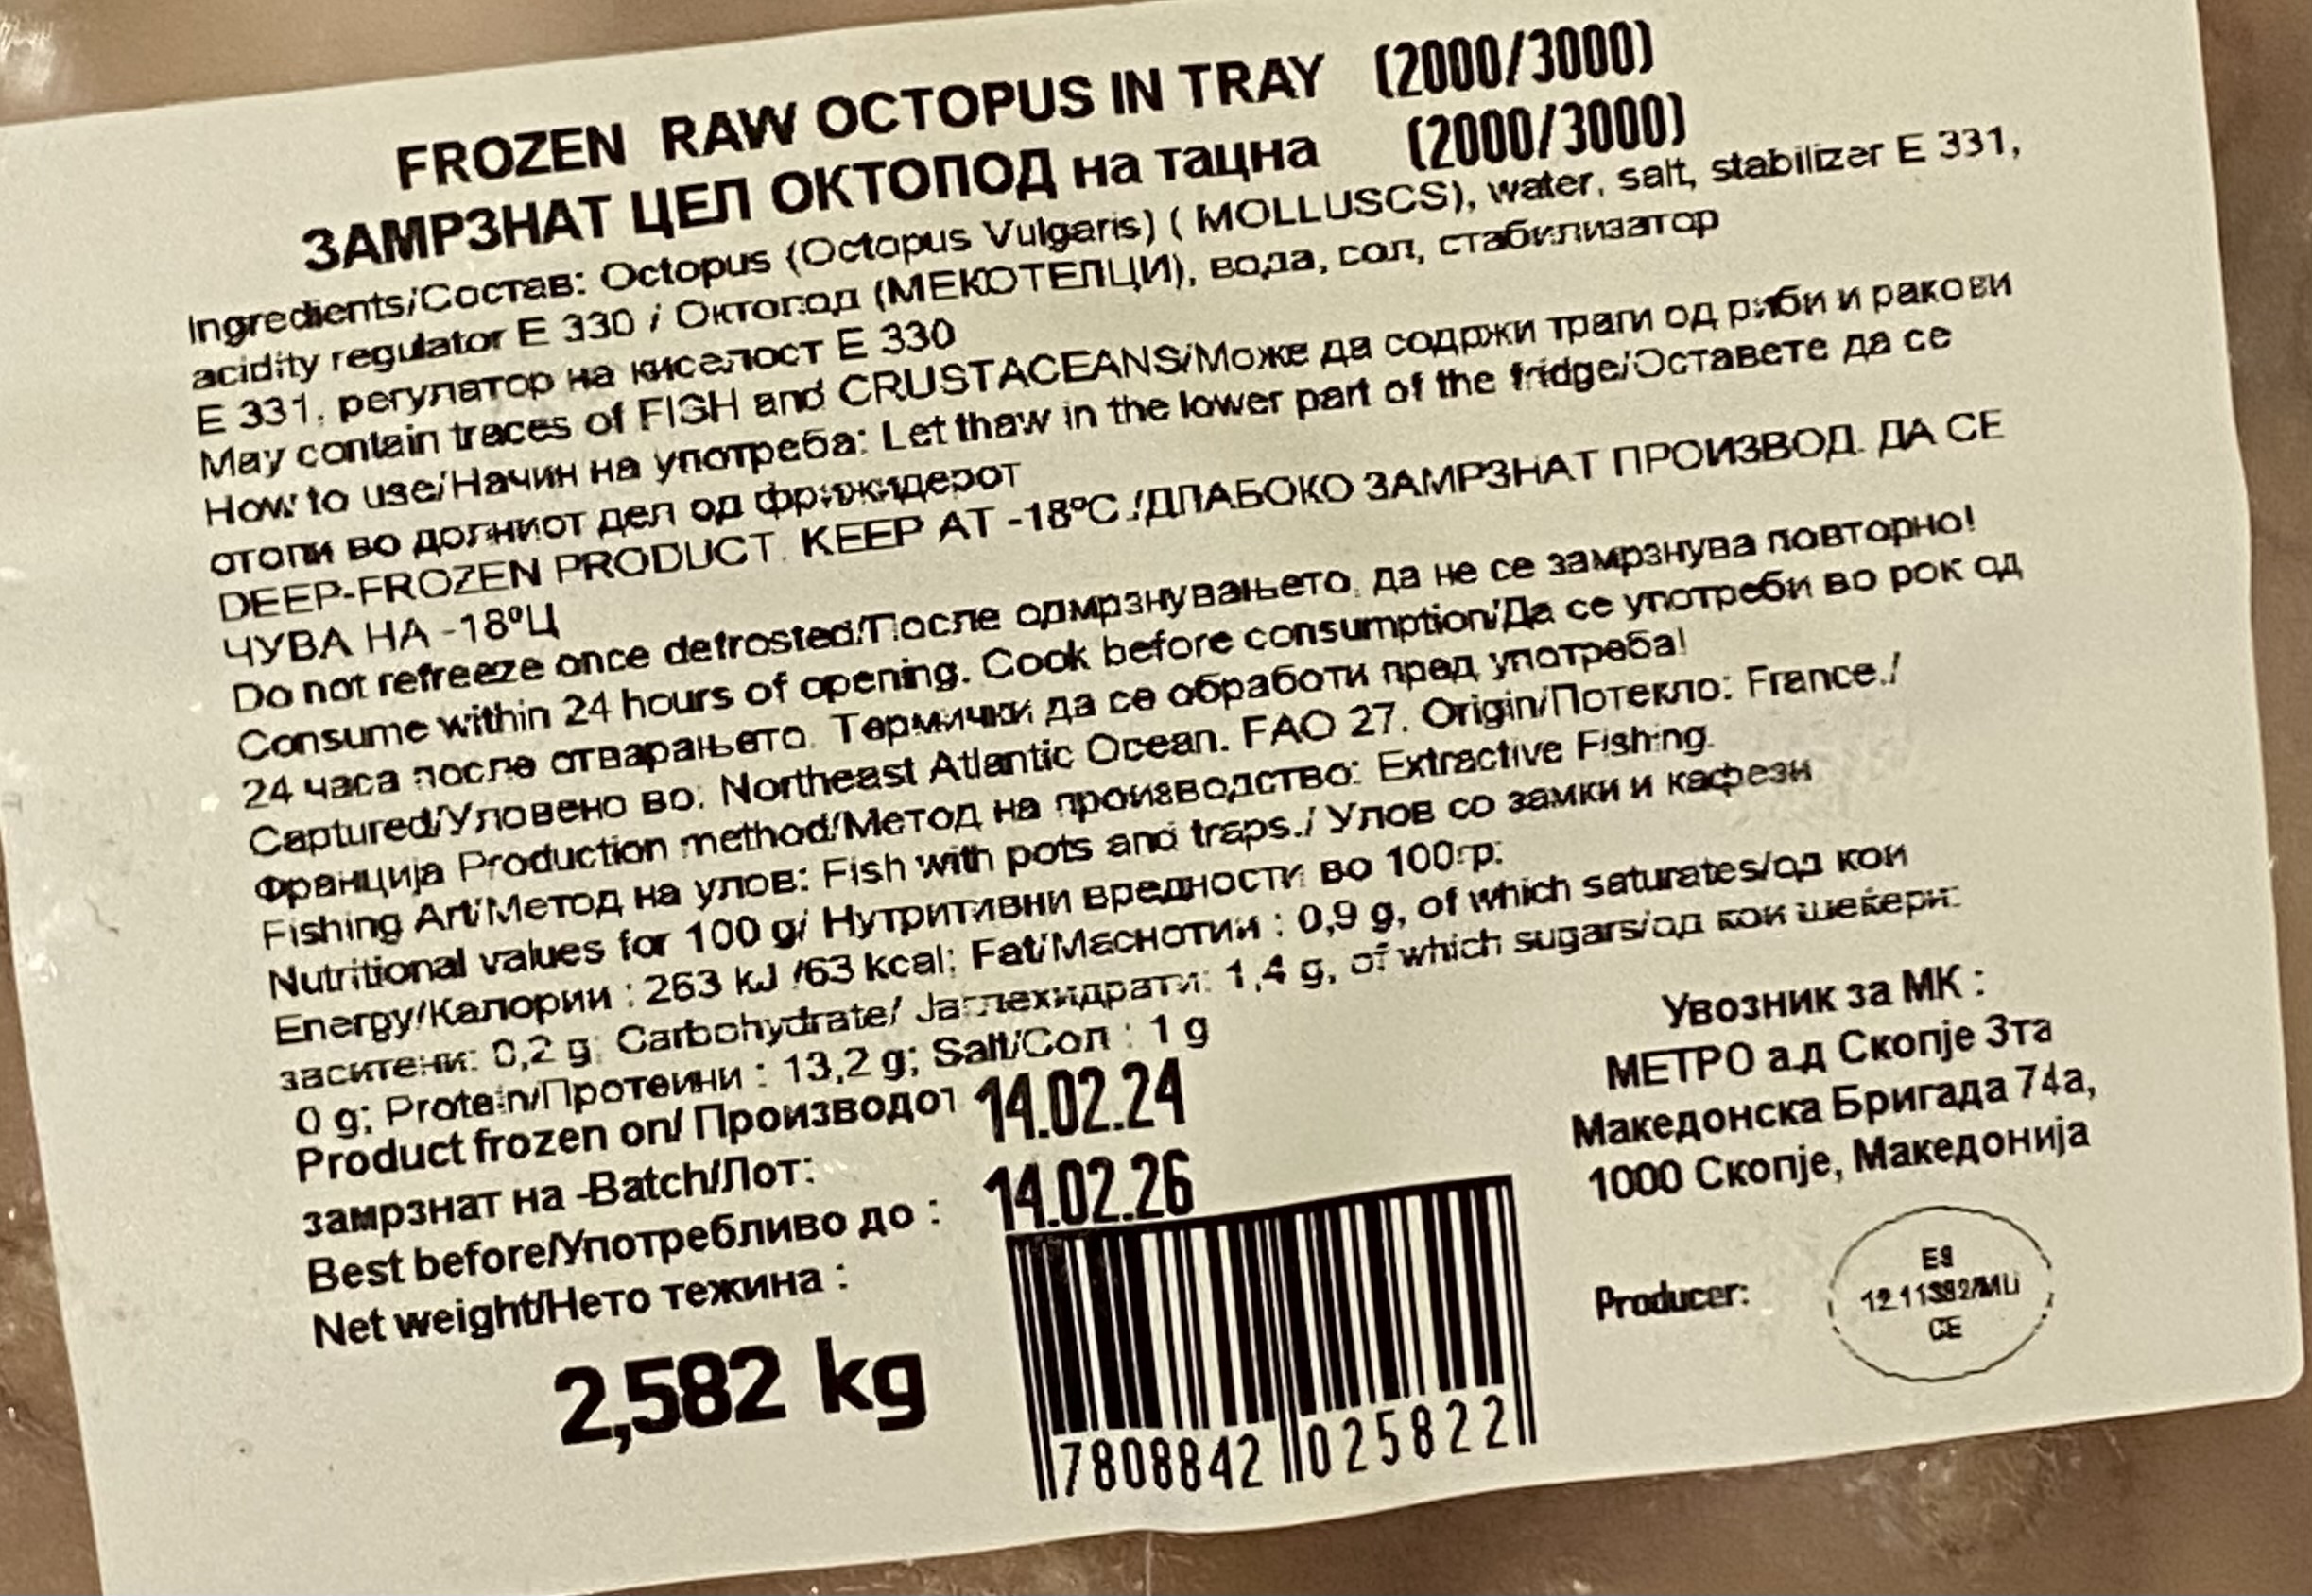 FROZEN RAW OCTOPUS IN TRAY (2000/3000)
ЗАМРЗНАТ ЦЕЛ ОКТОПОД на тацна (2000/3000)
Ingredients/Состав: Octopus (Octopus Vulgaris) ( MOLLUSCS), water, salt, stabilizer E 331,
acidity regulator E 330 / Октопод (МЕКОТЕЛЦИ), вода, сол, стабилизатор
E 331, регулатор на киселост E 330
May contain traces of FISH and CRUSTACEANS/Може да содржи траги од риби и ракови
How to use/Начин на употреба: Let thaw in the lower part of the fridge/Оставете да се
отопи во долниот дел од фрижидерот
DEEP-FROZEN PRODUCT. KEEP AT -18ºC./ДЛАБОКО ЗАМРЗНАТ ПРОИЗВОД. ДА СЕ
ЧУВА НА -18ºЦ
Do not refreeze once defrosted/После одмрзнувањето, да не се замрзнува повторно!
Consume within 24 hours of opening. Cook before consumption/Да се употреби во рок од
24 часа после отварањето. Термички да се обработи пред употреба!
Captured/Уловено во: Northeast Atlantic Ocean. FAO 27. Origin/Потекло: France./
Франција Production method/Метод на производство: Extractive Fishing.
Fishing Art/Метод на улов: Fish with pots and traps./ Улов со замки и кафези
Nutritional values for 100 g/ Нутритивни вредности во 100гр:
Energy/Калории : 263 kJ /63 kcal; Fat/Маснотии : 0,9 g, of which saturates/од кои
заситени: 0,2 g; Carbohydrate/ Јаглехидрати: 1,4 g, of which sugars/од кои шеќери:
0 g; Protein/Протеини : 13,2 g; Salt/Сол : 1 g
Product frozen on/ Производот 14.02.24
замрзнат на -Batch/Лот:
Best before/Употребливо до : 14.02.26
Net weight/Нето тежина :
2,582 kg
7808842 025822
Увозник за МК :
МЕТРО а.д Скопје 3та
Македонска Бригада 74а,
1000 Скопје, Македонија
Producer:
ES
CE